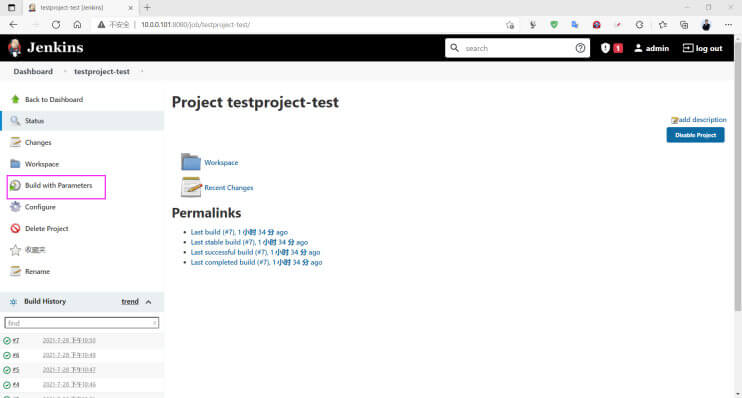 testproject-test [Jenkins]
不安全 | 10.0.0.101:8080/job/testproject-test/
Jenkins
search
1
admin
log out
Dashboard
testproject-test
Back to Dashboard
Status
Changes
Workspace
Build with Parameters
Configure
Delete Project
收藏夹
Rename
Build History
trend
find
x
#7 2021-7-28 下午10:50
#6 2021-7-28 下午10:49
#5 2021-7-28 下午10:47
#4 2021-7-28 下午10:46
Project testproject-test
add description
Disable Project
Workspace
Recent Changes
Permalinks
Last build (#7), 1 小时 34 分 ago
Last stable build (#7), 1 小时 34 分 ago
Last successful build (#7), 1 小时 34 分 ago
Last completed build (#7), 1 小时 34 分 ago